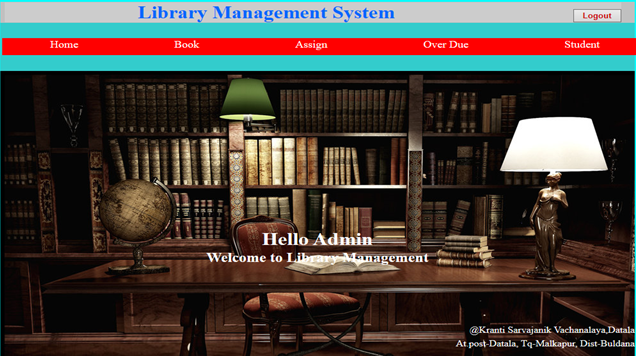 Library Management System
Logout
Home Book Assign Over Due Student
Hello Admin
Welcome to Library Management
@Kranti Sarvajanik Vachanalaya,Datala
At.post-Datala, Tq-Malkapur, Dist-Buldana